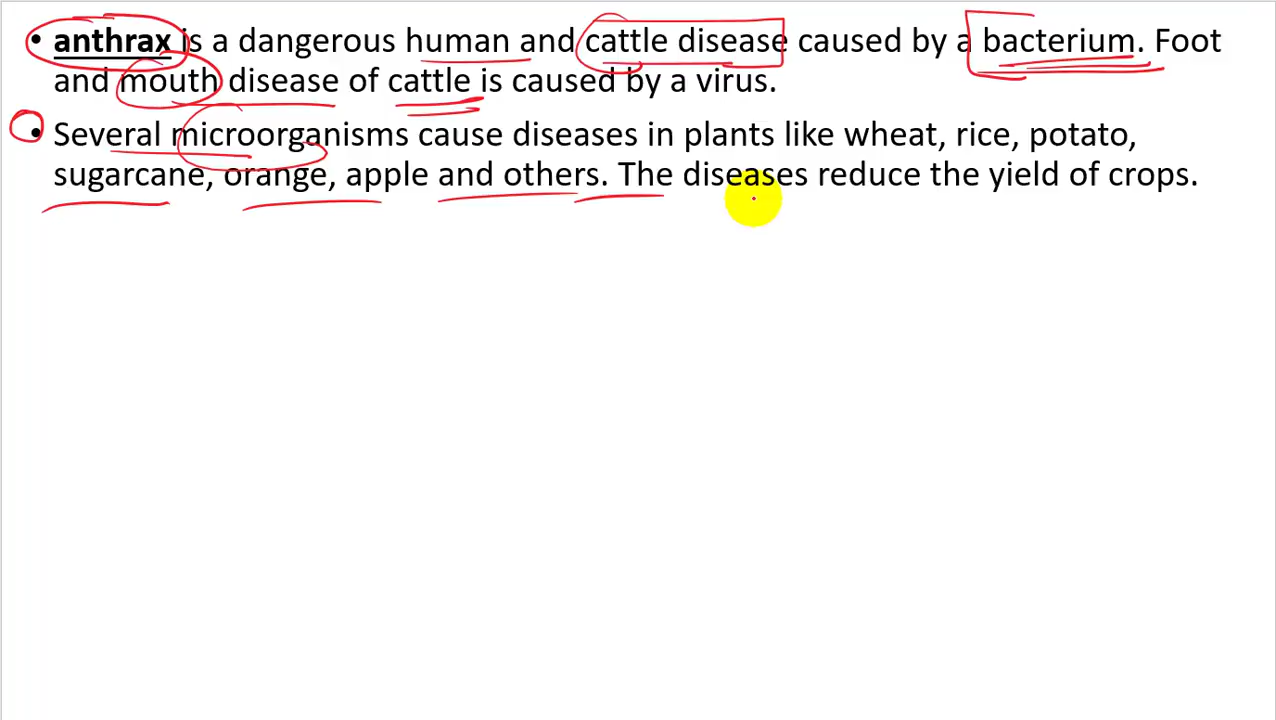 • anthrax is a dangerous human and cattle disease caused by a bacterium. Foot
and mouth disease of cattle is caused by a virus.
• Several microorganisms cause diseases in plants like wheat, rice, potato,
sugarcane, orange, apple and others. The diseases reduce the yield of crops.